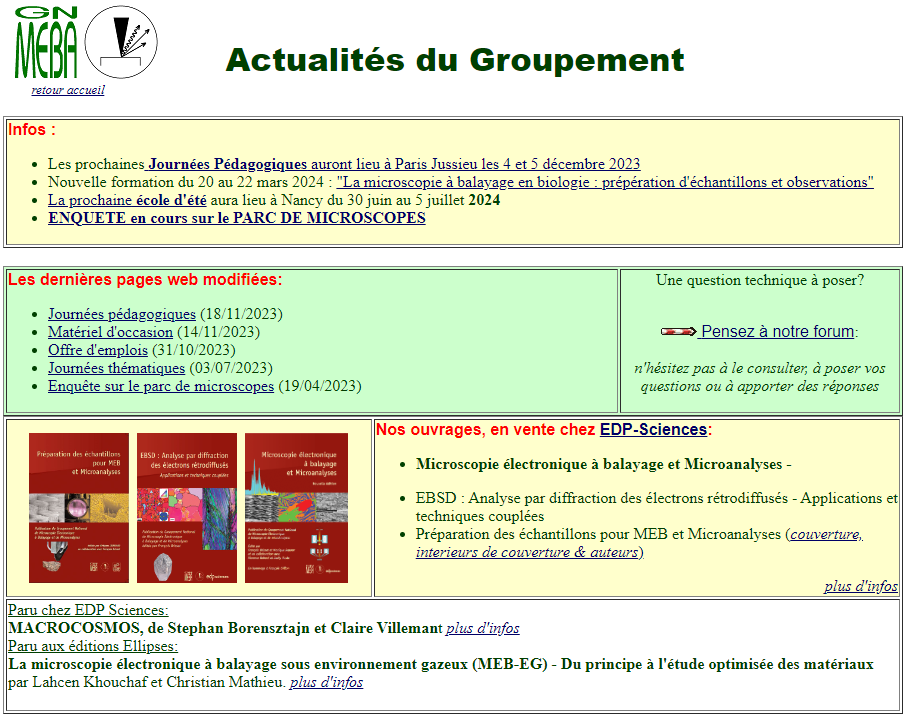 GN
MEBA
retour accueil
Actualités du Groupement
Infos :
Les prochaines Journées Pédagogiques auront lieu à Paris Jussieu les 4 et 5 décembre 2023
Nouvelle formation du 20 au 22 mars 2024 : "La microscopie à balayage en biologie : prépération d'échantillons et observations"
La prochaine école d'été aura lieu à Nancy du 30 juin au 5 juillet 2024
ENQUETE en cours sur le PARC DE MICROSCOPES
Les dernières pages web modifiées:
Journées pédagogiques (18/11/2023)
Matériel d'occasion (14/11/2023)
Offre d'emplois (31/10/2023)
Journées thématiques (03/07/2023)
Enquête sur le parc de microscopes (19/04/2023)
Une question technique à poser?
Pensez à notre forum:
n'hésitez pas à le consulter, à poser vos
questions ou à apporter des réponses
Préparation des échantillons
pour MEB
et Microanalyses
EBSD : Analyse par diffraction
des électrons rétrodiffusés
Applications et techniques couplées
Microscopie électronique
à balayage
et Microanalyses
Nos ouvrages, en vente chez EDP-Sciences:
Microscopie électronique à balayage et Microanalyses -
EBSD : Analyse par diffraction des électrons rétrodiffusés - Applications et
techniques couplées
Préparation des échantillons pour MEB et Microanalyses (couverture,
interieurs de couverture & auteurs)
plus d'infos
Paru chez EDP Sciences:
MACROCOSMOS, de Stephan Borensztajn et Claire Villemant plus d'infos
Paru aux éditions Ellipses:
La microscopie électronique à balayage sous environnement gazeux (MEB-EG) - Du principe à l'étude optimisée des matériaux
par Lahcen Khouchaf et Christian Mathieu. plus d'infos